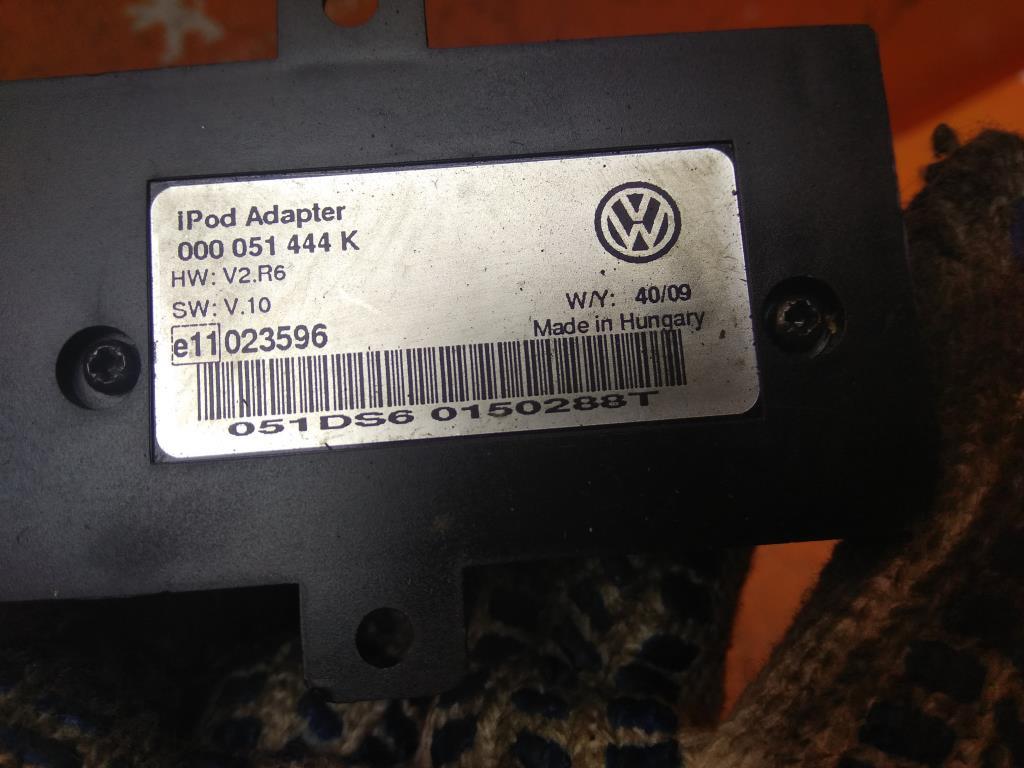 iPod Adapter
000 051 444 K
HW: V2.R6
SW: V.10
W/Y: 40/09
Made in Hungary
e11 023596
051DS6 0150288T